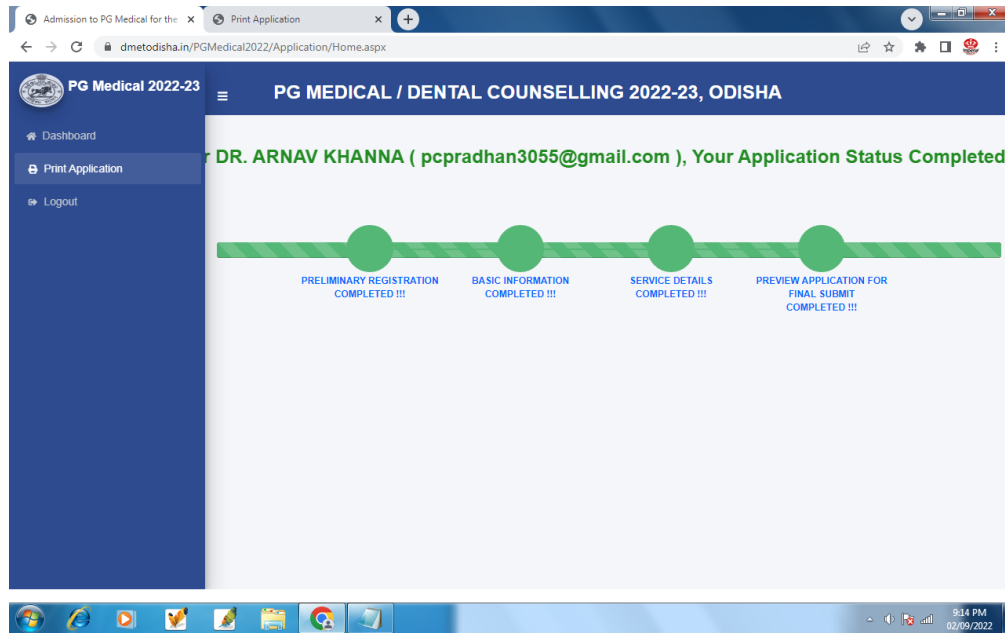 Admission to PG Medical for the
Print Application
dmetodisha.in/PGMedical2022/Application/Home.aspx
PG Medical 2022-23
PG MEDICAL / DENTAL COUNSELLING 2022-23, ODISHA
Dashboard
r DR. ARNAV KHANNA ( pcpradhan3055@gmail.com ), Your Application Status Completed
Print Application
Logout
PRELIMINARY REGISTRATION
COMPLETED !!!
BASIC INFORMATION
COMPLETED !!!
SERVICE DETAILS
COMPLETED !!!
PREVIEW APPLICATION FOR
FINAL SUBMIT
COMPLETED !!!
9:14 PM
02/09/2022